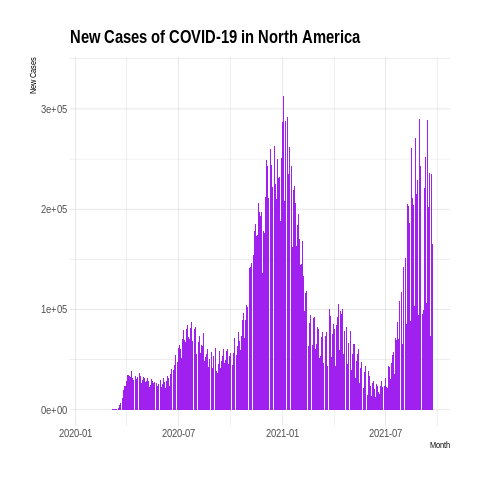 New Cases of COVID-19 in North America
New Cases
3e+05
2e+05
1e+05
0e+00
2020-01 2020-07 2021-01 2021-07
Month